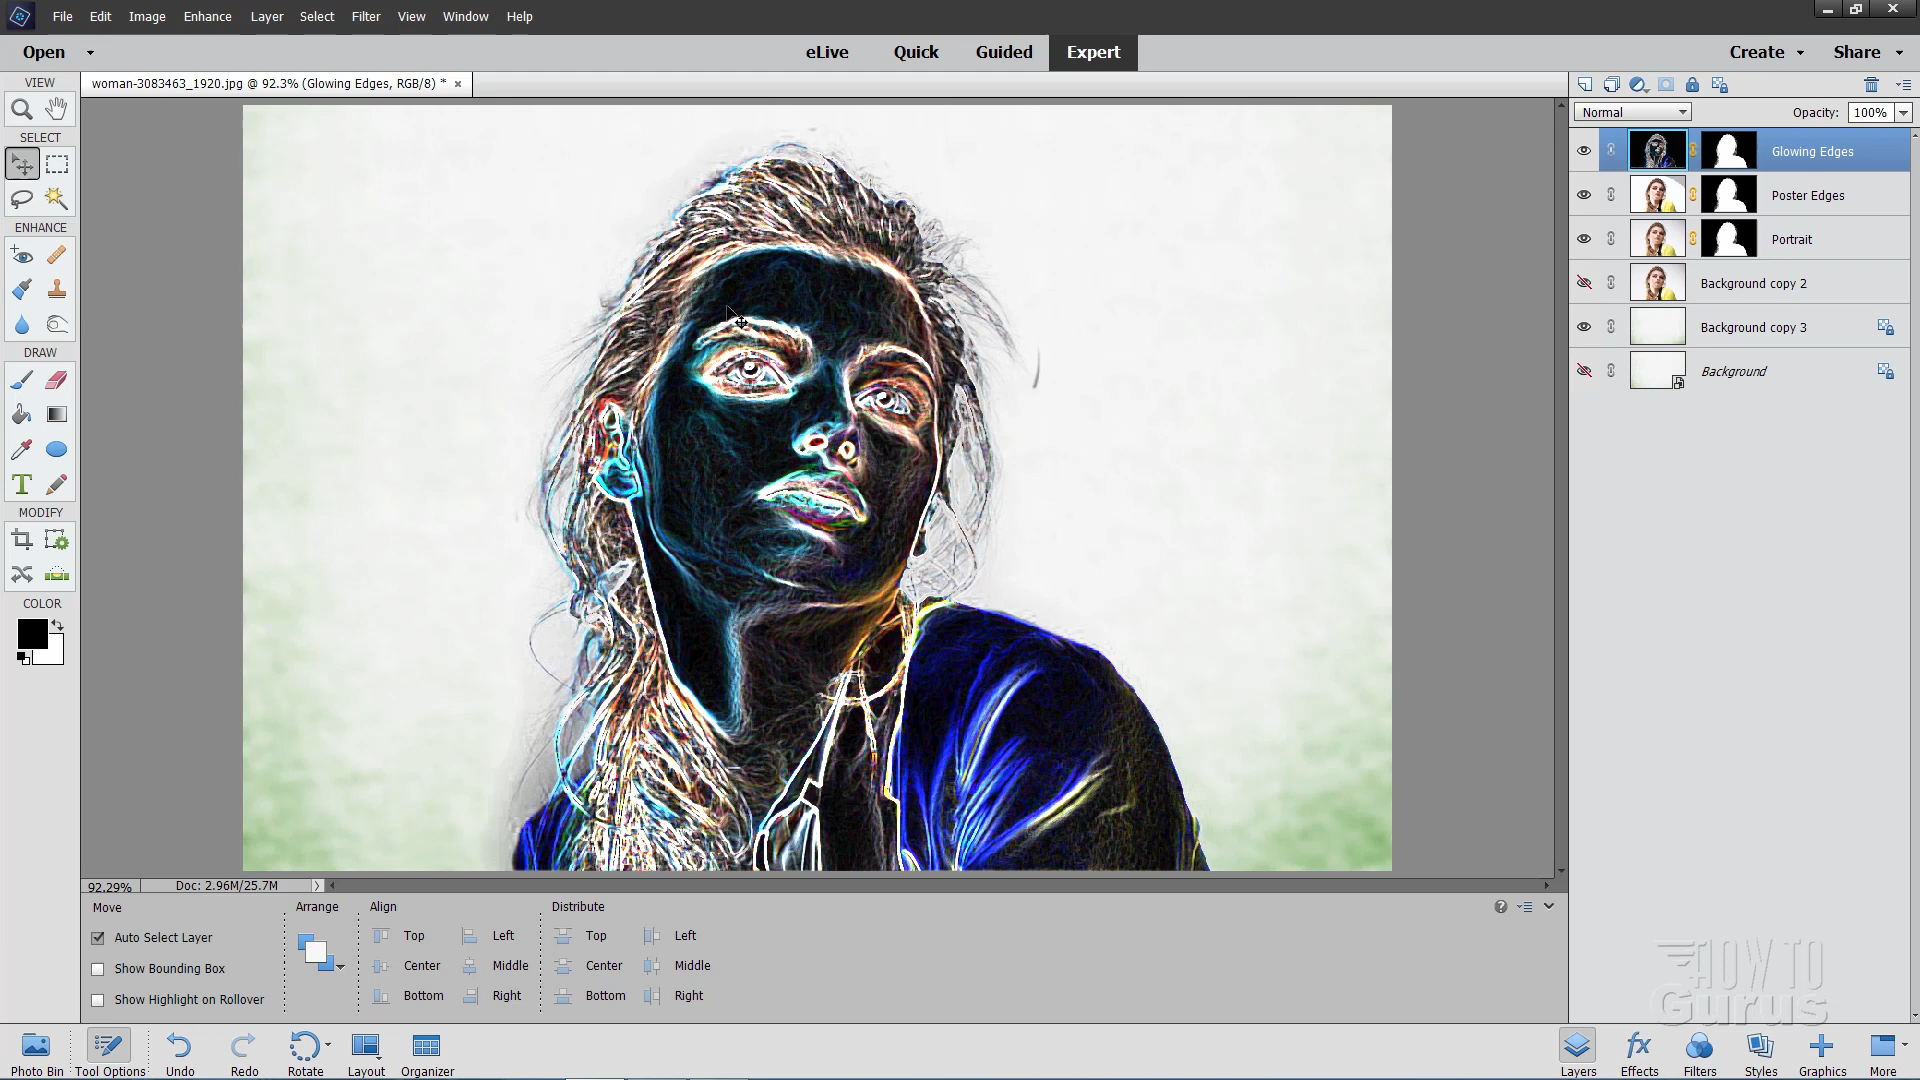 File Edit Image Enhance Layer Select Filter View Window Help
Open eLive Quick Guided Expert Create Share
VIEW
woman-3083463_1920.jpg @ 92.3% (Glowing Edges, RGB/8) * ×
SELECT
ENHANCE
DRAW
T
MODIFY
COLOR
Normal Opacity: 100%
Glowing Edges
Poster Edges
Portrait
Background copy 2
Background copy 3
Background
92.29% Doc: 2.96M/25.7M
Move Arrange Align Distribute
Auto Select Layer Top Left Top Left
Show Bounding Box Center Middle Center Middle
Show Highlight on Rollover Bottom Right Bottom Right
HOW TO
Gurus
fx
Photo Bin Tool Options Undo Redo Rotate Layout Organizer Layers Effects Filters Styles Graphics More